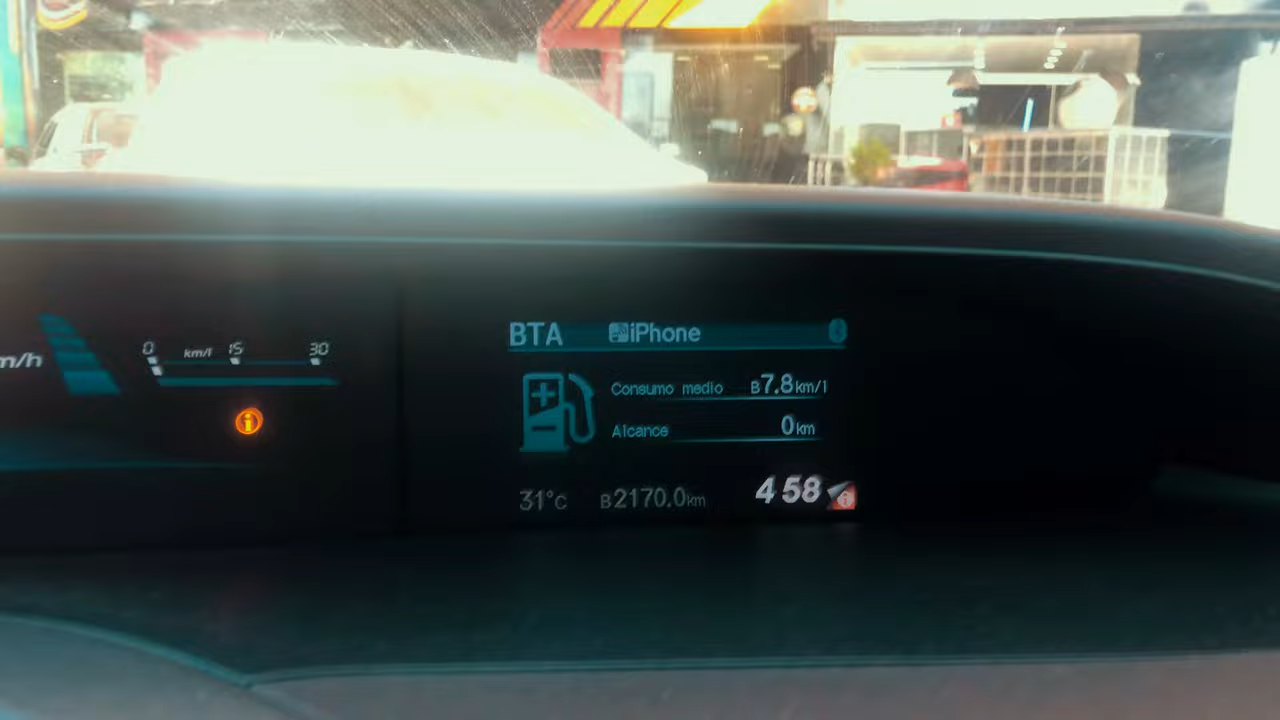 BTA iPhone
m/h
0 km/l 15 30
Consumo medio B7.8km/l
Alcance 0km
31°C B2170.0km 4 58